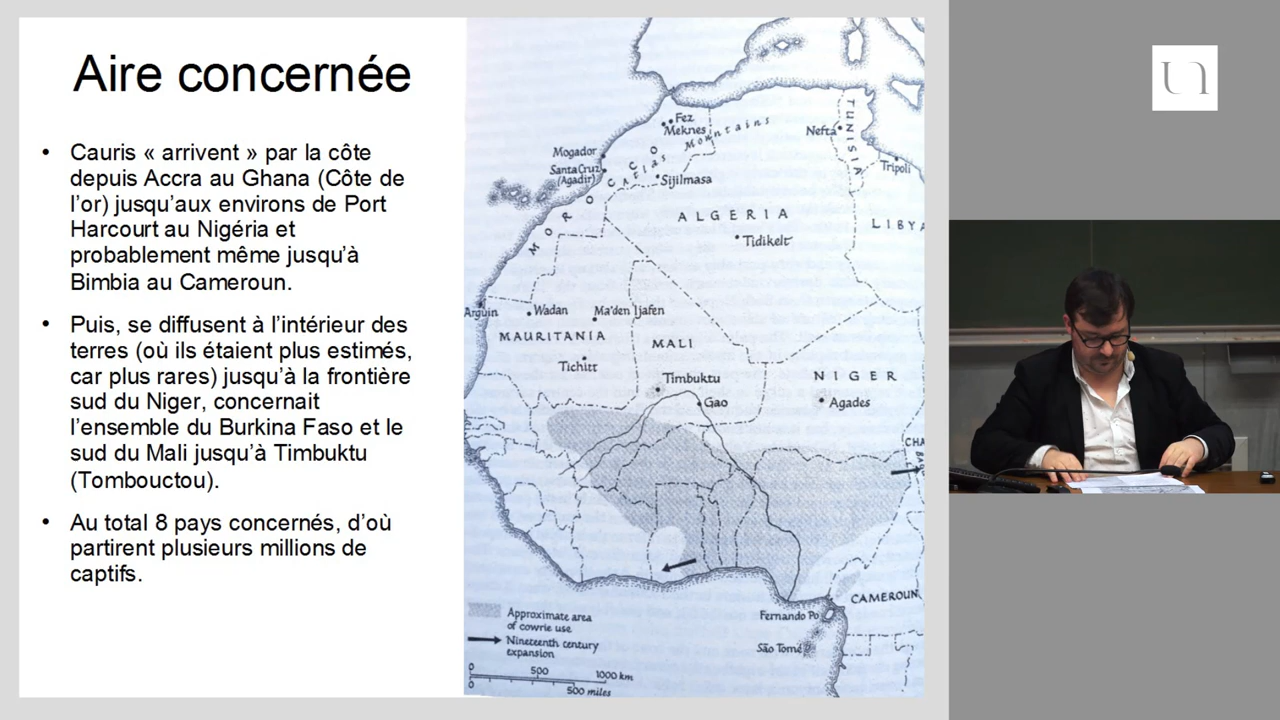 Aire concernée
• Cauris « arrivent » par la côte
depuis Accra au Ghana (Côte de
l’or) jusqu’aux environs de Port
Harcourt au Nigéria et
probablement même jusqu’à
Bimbia au Cameroun.
• Puis, se diffusent à l’intérieur des
terres (où ils étaient plus estimés,
car plus rares) jusqu’à la frontière
sud du Niger, concernait
l’ensemble du Burkina Faso et le
sud du Mali jusqu’à Timbuktu
(Tombouctou).
• Au total 8 pays concernés, d’où
partirent plusieurs millions de
captifs.
Fez
Meknes
Atlas Mountains
Nefta
TUNISIA
Mogador
Santa Cruz
(Agadir)
Tripoli
Sijilmasa
MOROCCO
ALGERIA
LIBYA
Tidikelt
Arguin
Wadan
Ma'den Ijafen
MAURITANIA
MALI
Tichitt
Timbuktu
NIGER
Gao
Agades
CHA
CAMEROUN
Fernando Po
São Tomé
Approximate area
of cowrie use
Nineteenth century
expansion
0 500 1000 km
0 500 miles